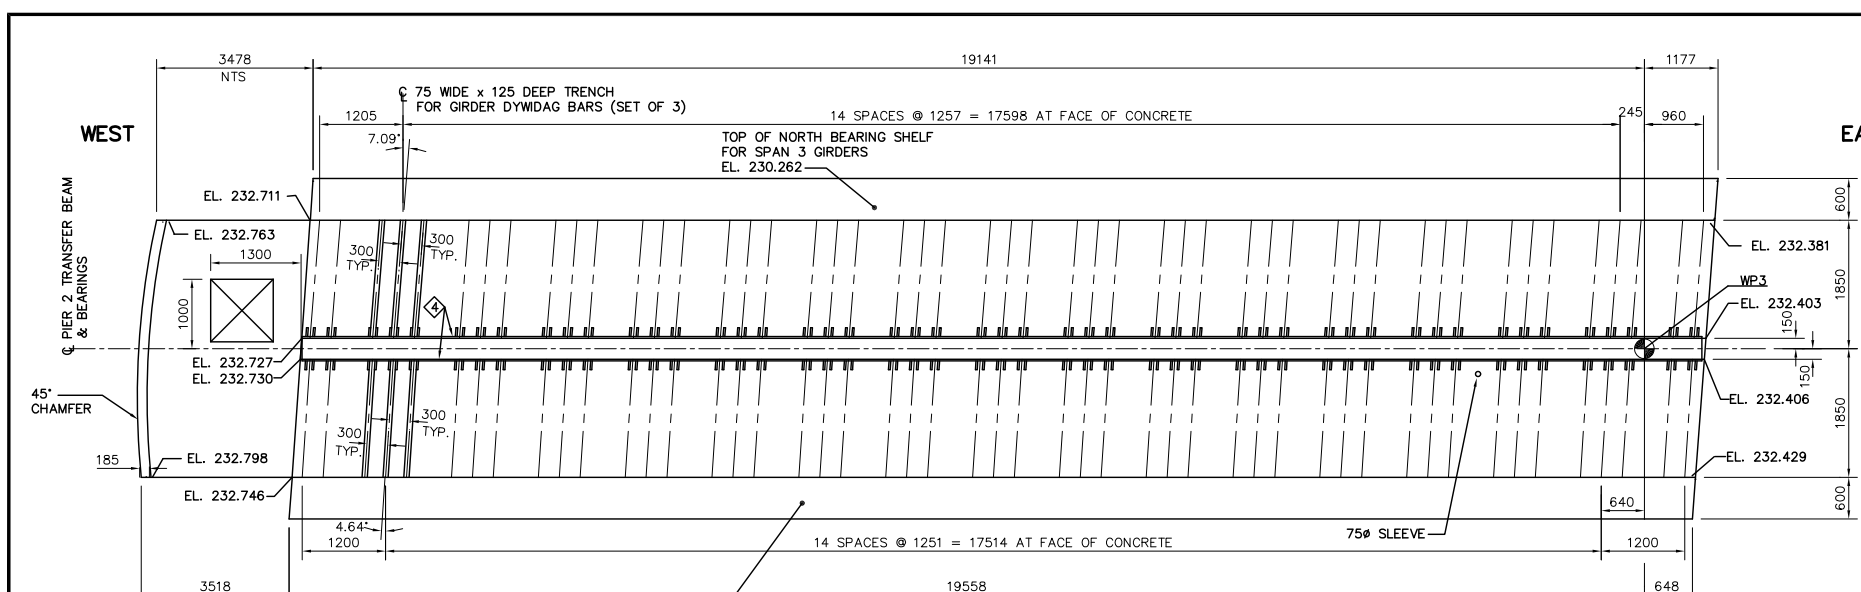 3478
NTS
19141
1177
℄ 75 WIDE x 125 DEEP TRENCH
FOR GIRDER DYWIDAG BARS (SET OF 3)
1205
14 SPACES @ 1257 = 17598 AT FACE OF CONCRETE
245
960
WEST
7.09°
TOP OF NORTH BEARING SHELF
FOR SPAN 3 GIRDERS
EL. 230.262
EA
℄ PIER 2 TRANSFER BEAM
& BEARINGS
EL. 232.711
600
EL. 232.763
300
TYP.
300
TYP.
EL. 232.381
1300
1000
4
WP3
EL. 232.403
1850
150
EL. 232.727
EL. 232.730
150
45°
CHAMFER
EL. 232.406
300
TYP.
300
TYP.
1850
185
EL. 232.798
EL. 232.429
EL. 232.746
640
600
4.64°
75ø SLEEVE
1200
14 SPACES @ 1251 = 17514 AT FACE OF CONCRETE
1200
3518
19558
648